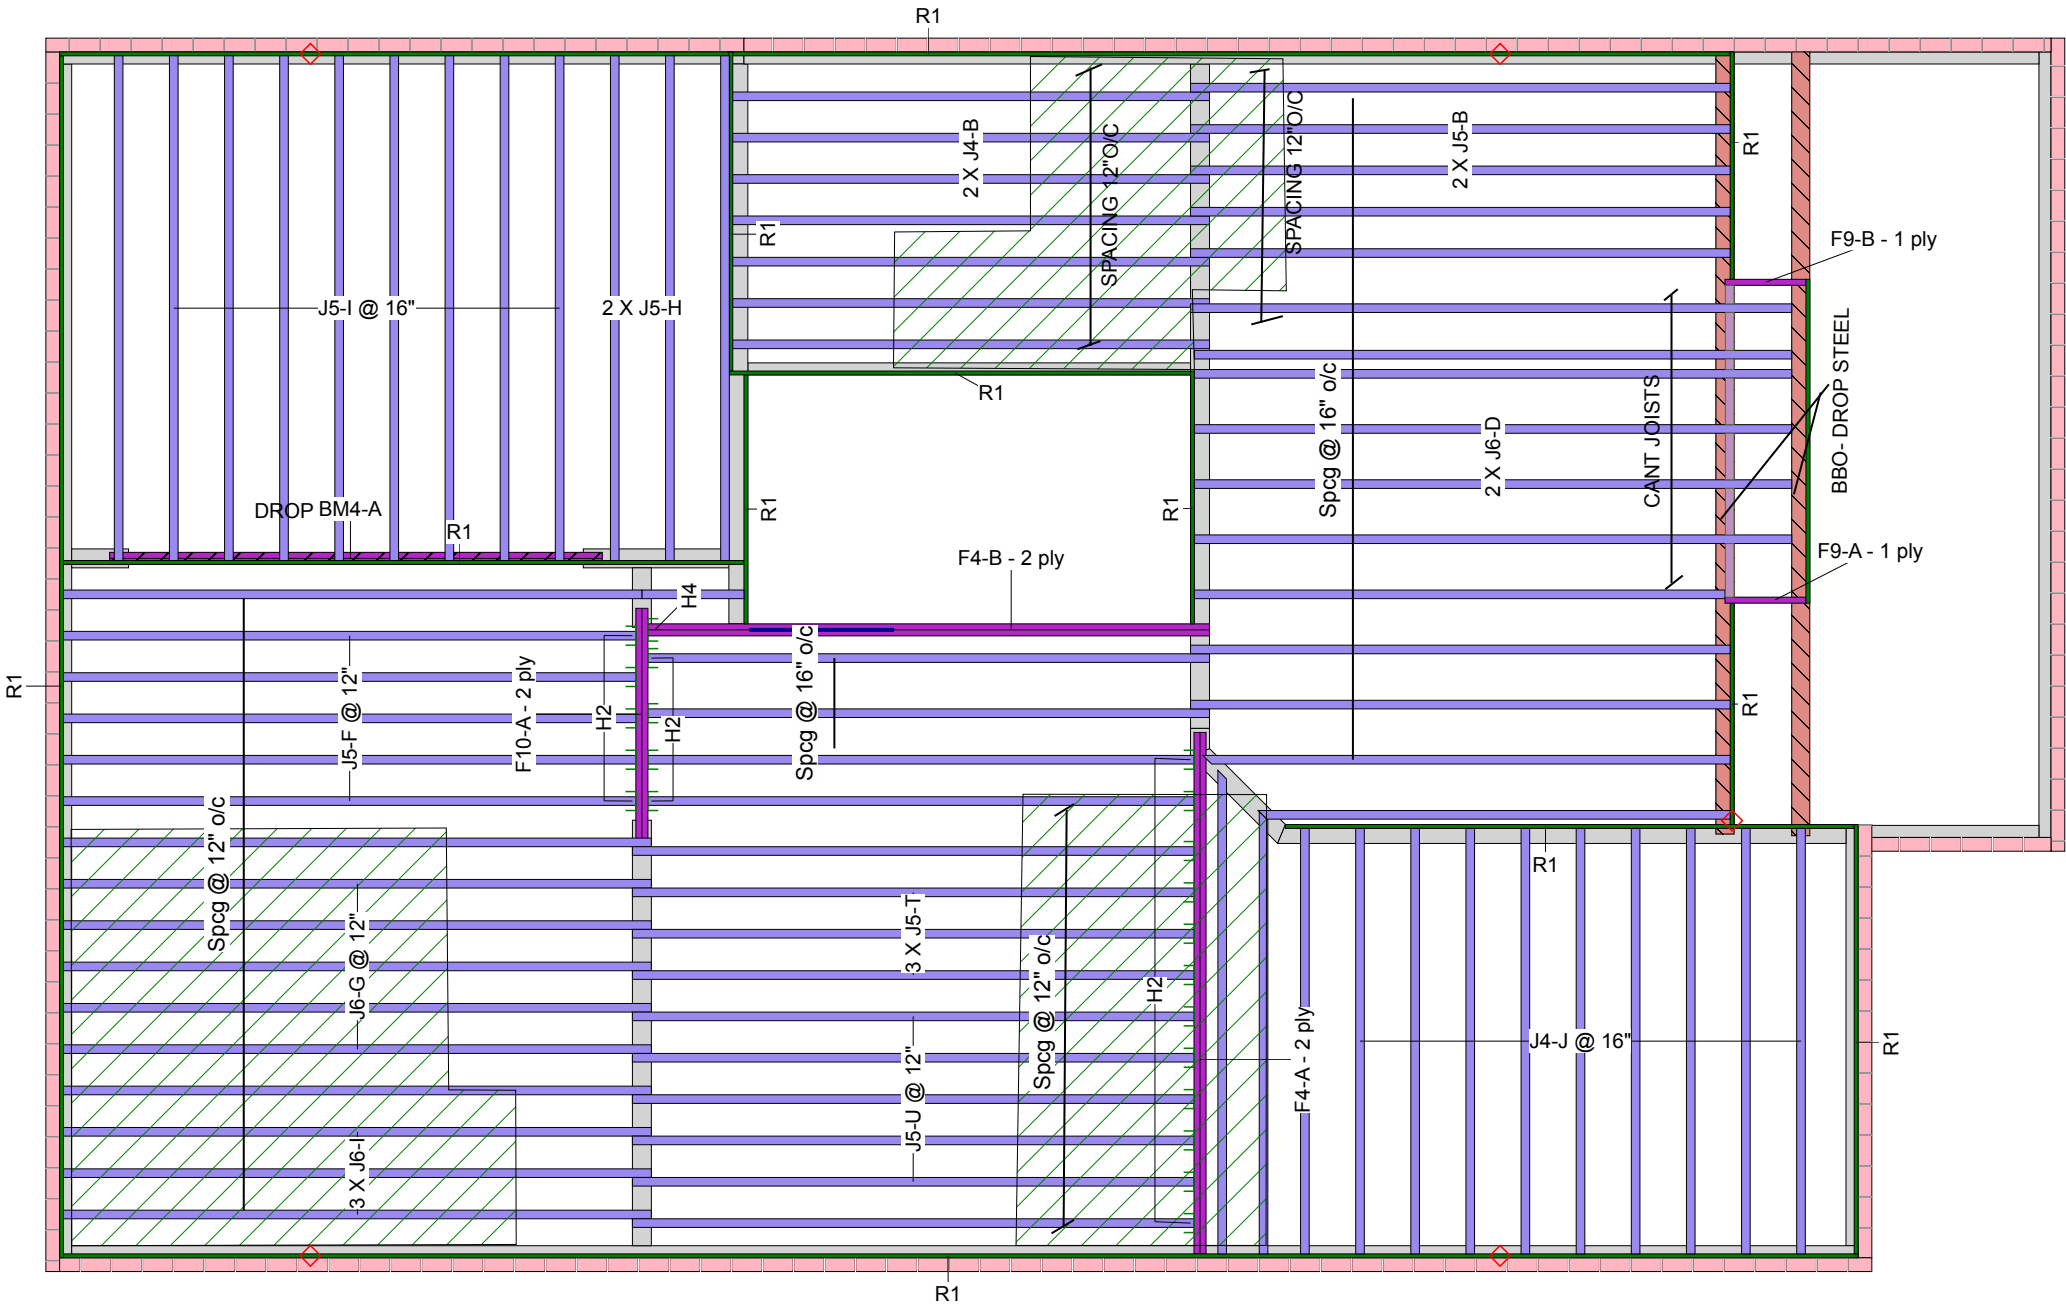 R1
2 X J4-B
SPACING 12"O/C
SPACING 12"O/C
2 X J5-B
R1
R1
F9-B - 1 ply
J5-I @ 16"
2 X J5-H
R1
Spcg @ 16" o/c
2 X J6-D
CANT JOISTS
BBO- DROP STEEL
DROP BM4-A
R1
R1
R1
F4-B - 2 ply
F9-A - 1 ply
H4
R1
J5-F @ 12"
F10-A - 2 ply
H2
H2
Spcg @ 16" o/c
R1
Spcg @ 12" o/c
R1
3 X J5-T
J6-G @ 12"
Spcg @ 12" o/c
H2
F4-A - 2 ply
J4-J @ 16"
R1
J5-U @ 12"
3 X J6-I
R1